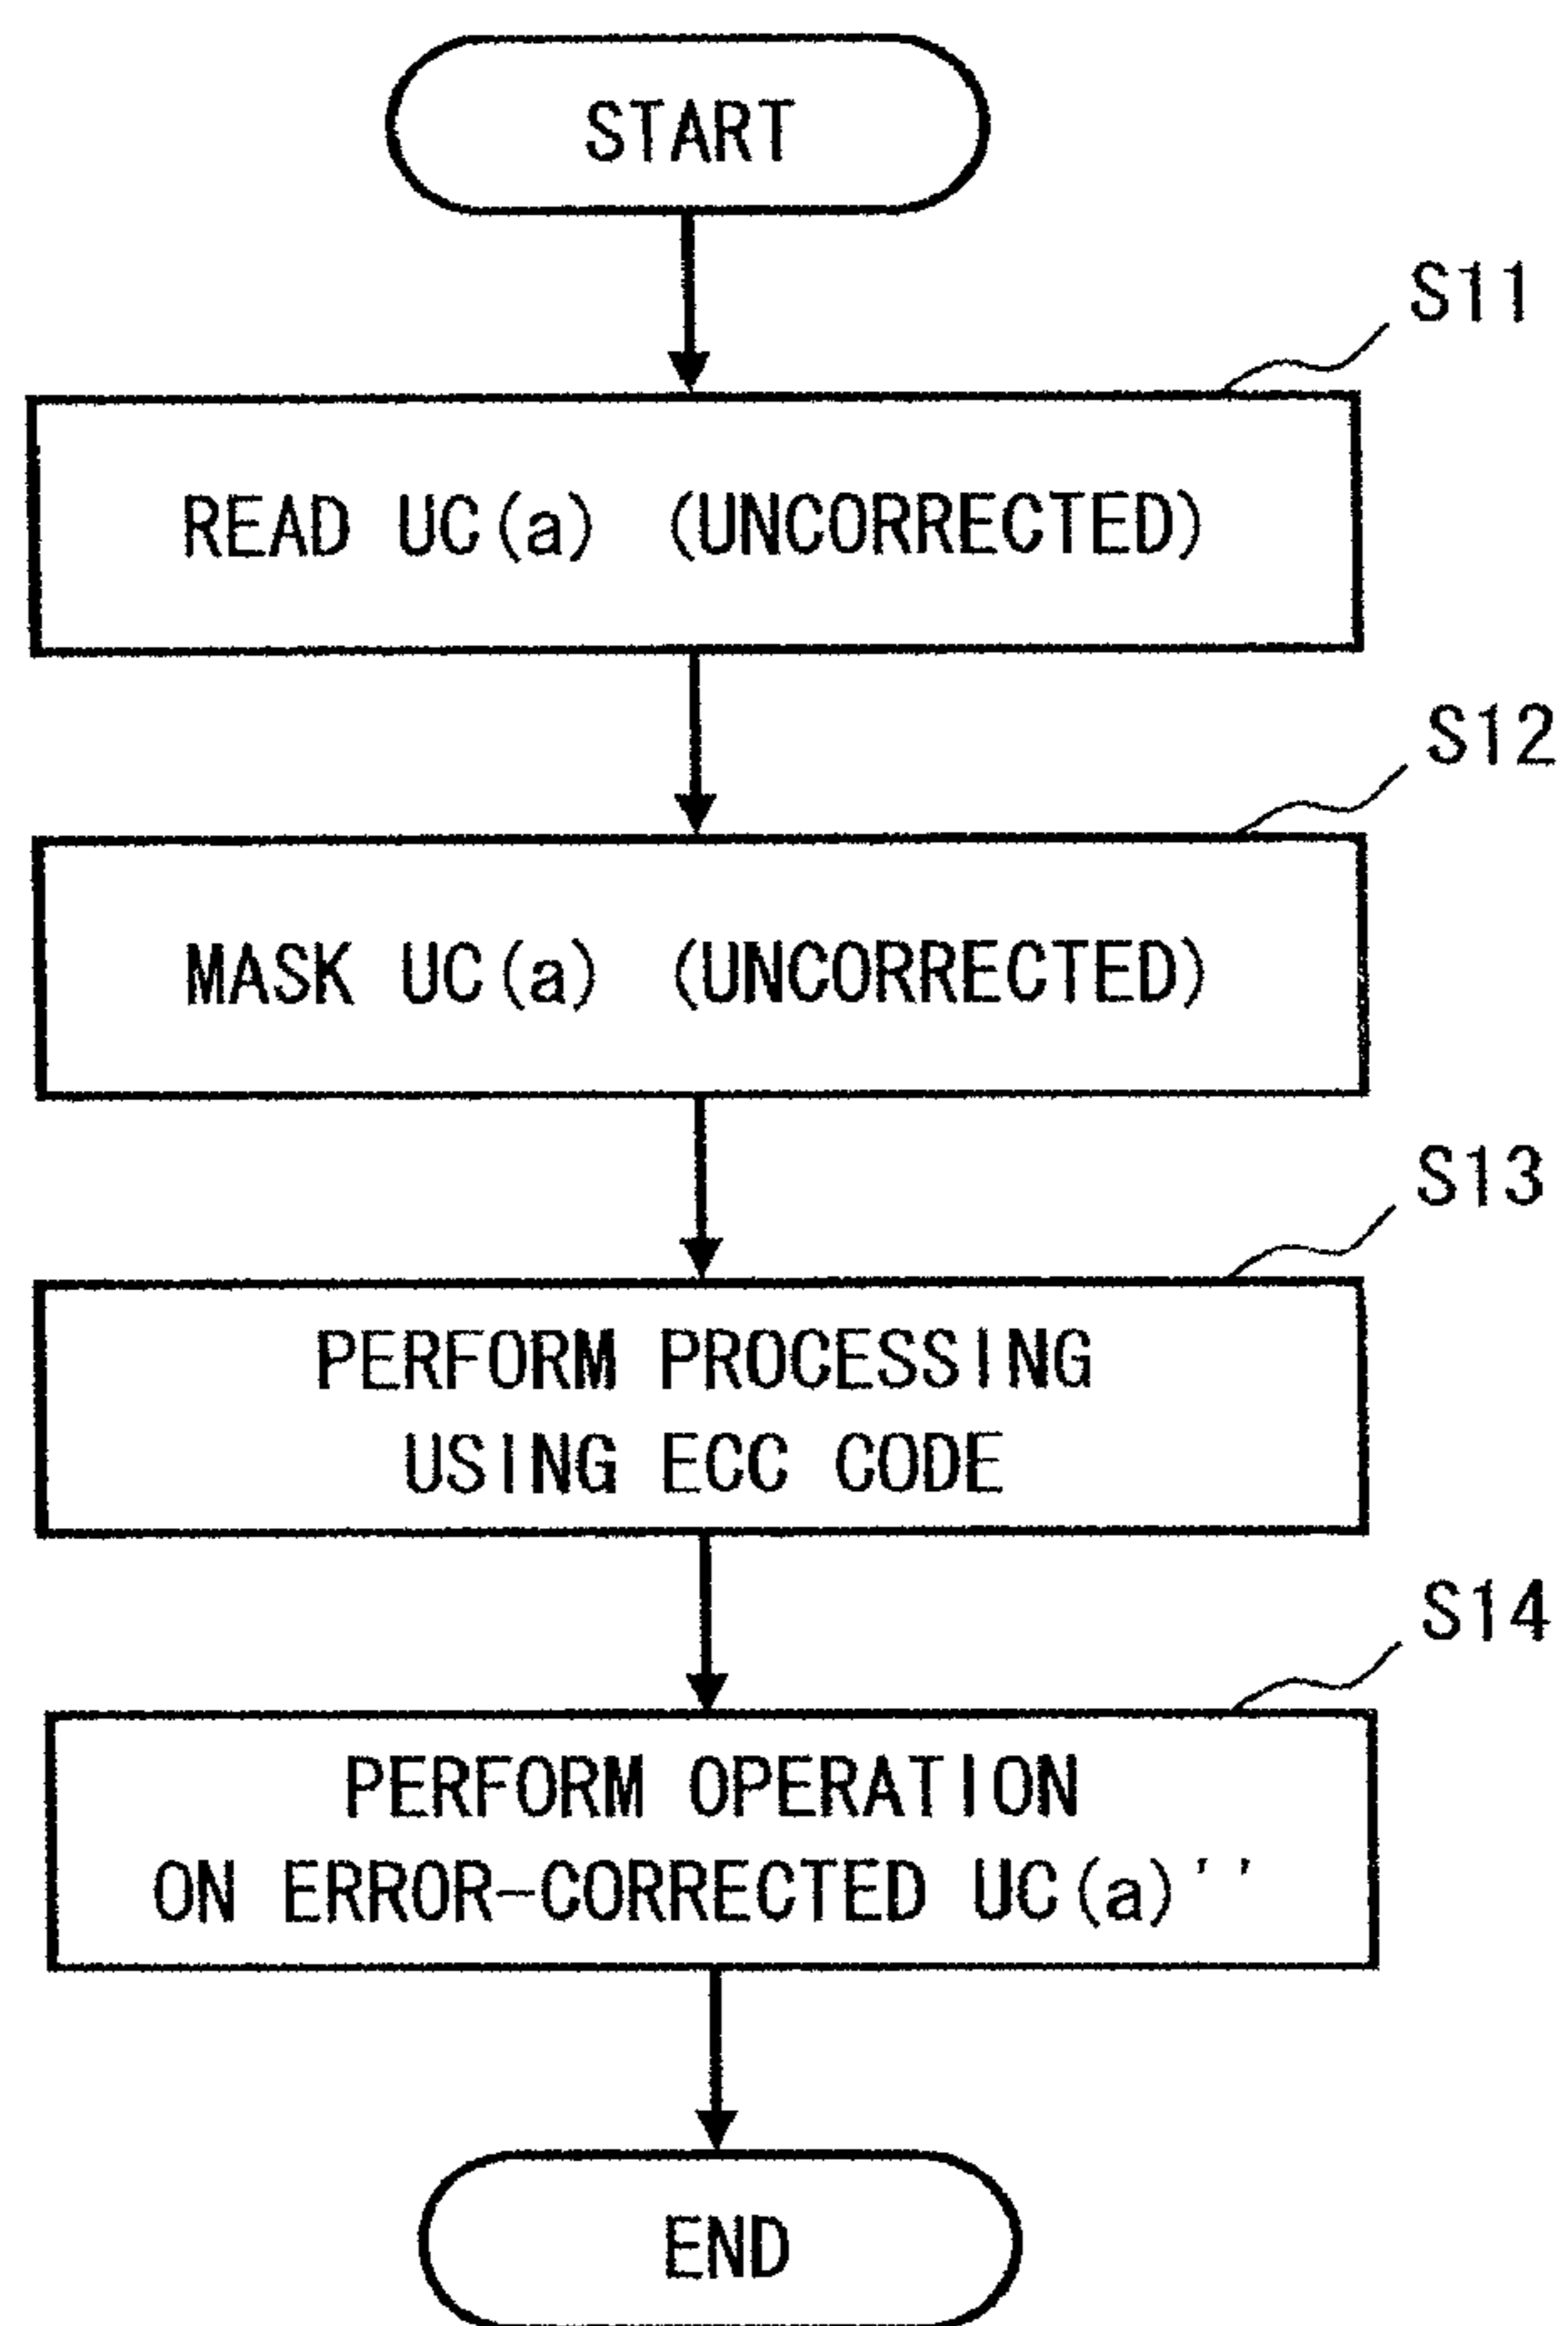 START
S11
READ UC(a) (UNCORRECTED)
S12
MASK UC(a) (UNCORRECTED)
S13
PERFORM PROCESSING
USING ECC CODE
S14
PERFORM OPERATION
ON ERROR-CORRECTED UC(a)''
END